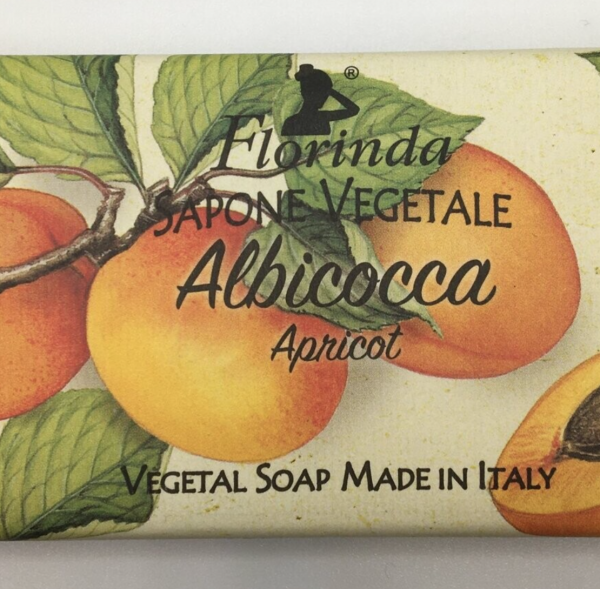 ®
Florinda
SAPONE VEGETALE
Albicocca
Apricot
VEGETAL SOAP MADE IN ITALY